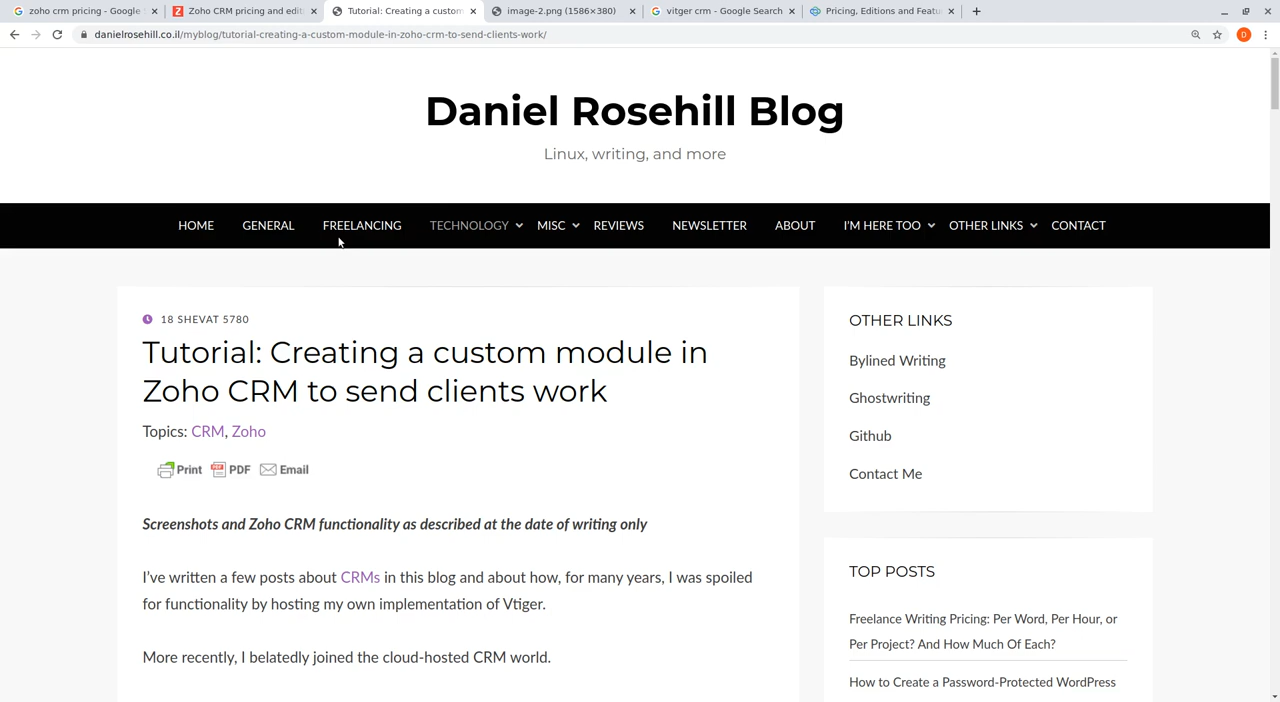 zoho crm pricing - Google
Zoho CRM pricing and edit
Tutorial: Creating a custom
image-2.png (1586×380)
vitger crm - Google Search
Pricing, Editions and Featu
danielrosehill.co.il/myblog/tutorial-creating-a-custom-module-in-zoho-crm-to-send-clients-work/
D
Daniel Rosehill Blog
Linux, writing, and more
HOME GENERAL FREELANCING TECHNOLOGY MISC REVIEWS NEWSLETTER ABOUT I'M HERE TOO OTHER LINKS CONTACT
18 SHEVAT 5780
Tutorial: Creating a custom module in
Zoho CRM to send clients work
Topics: CRM, Zoho
Print PDF Email
Screenshots and Zoho CRM functionality as described at the date of writing only
I've written a few posts about CRMs in this blog and about how, for many years, I was spoiled
for functionality by hosting my own implementation of Vtiger.
More recently, I belatedly joined the cloud-hosted CRM world.
OTHER LINKS
Bylined Writing
Ghostwriting
Github
Contact Me
TOP POSTS
Freelance Writing Pricing: Per Word, Per Hour, or
Per Project? And How Much Of Each?
How to Create a Password-Protected WordPress